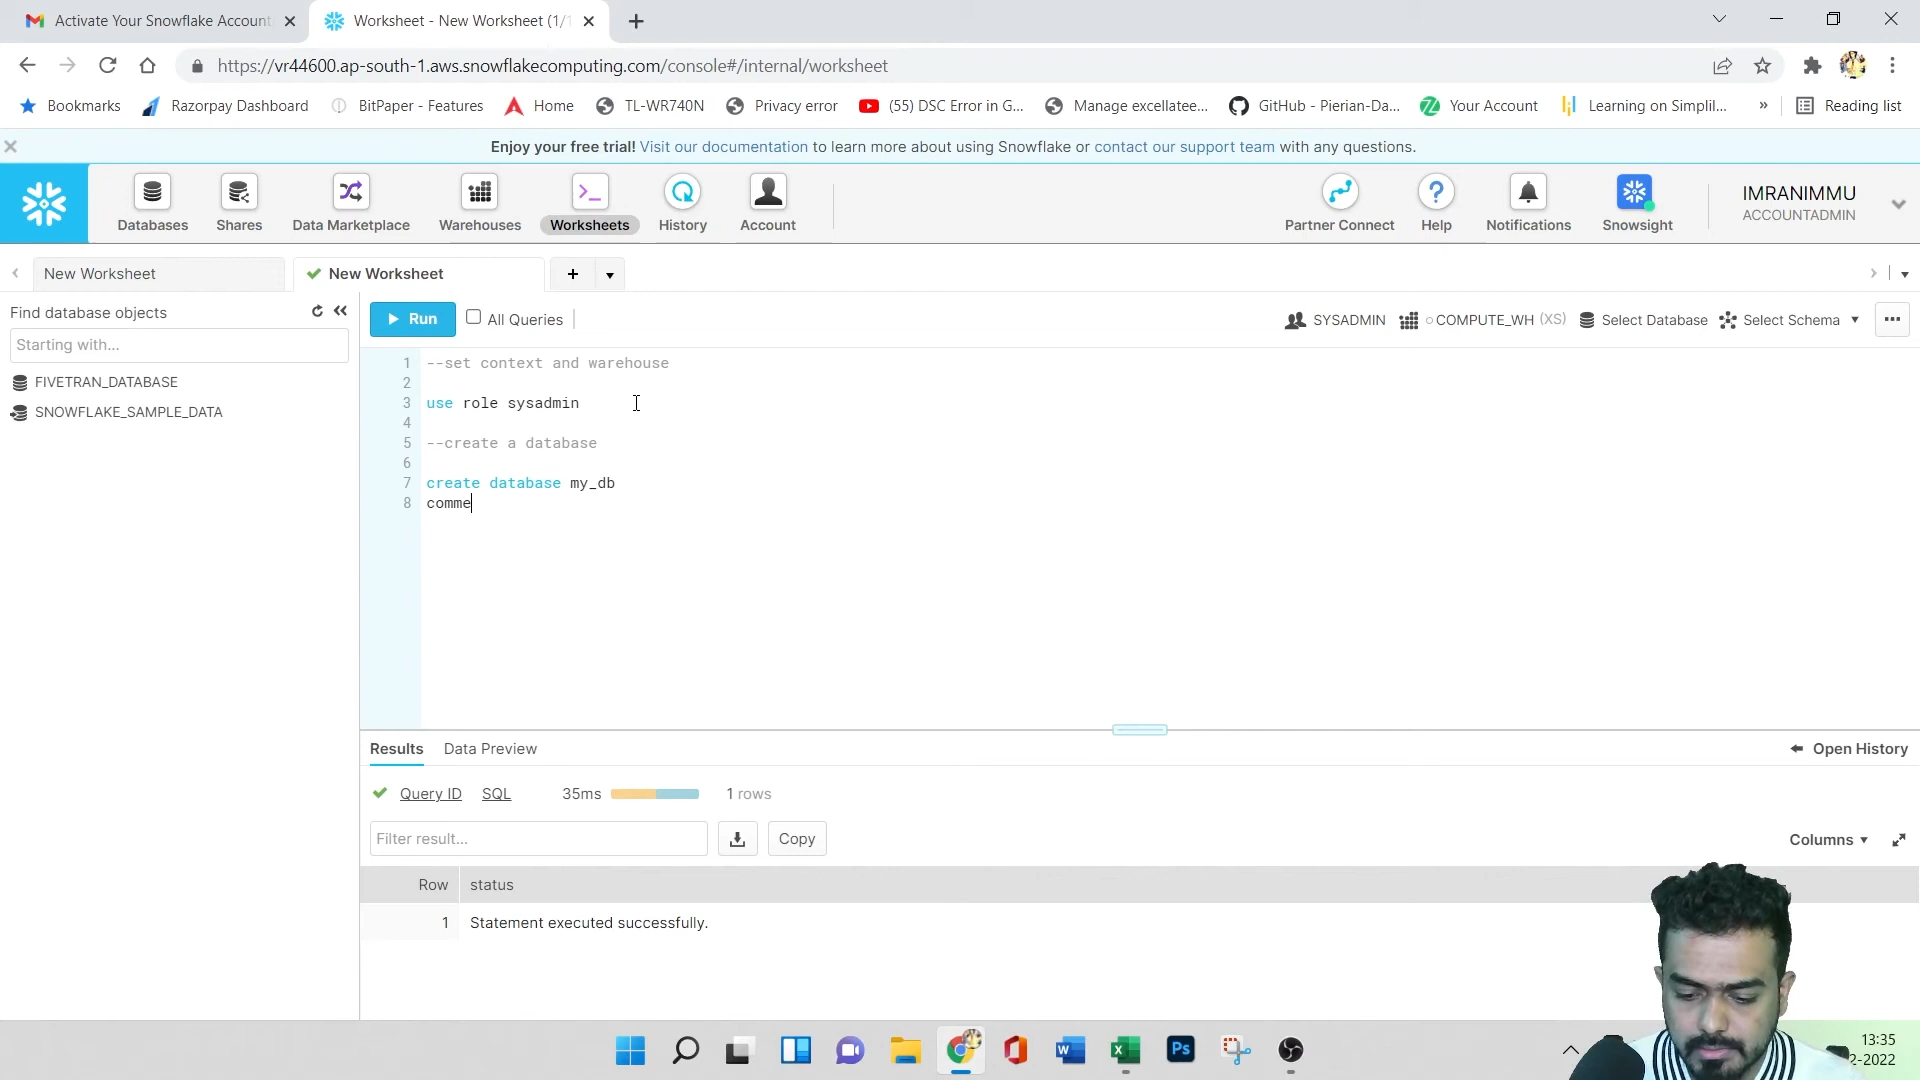 Activate Your Snowflake Account
Worksheet - New Worksheet (1/1
https://vr44600.ap-south-1.aws.snowflakecomputing.com/console#/internal/worksheet
Bookmarks
Razorpay Dashboard
BitPaper - Features
Home
TL-WR740N
Privacy error
(55) DSC Error in G...
Manage excellatee...
GitHub - Pierian-Da...
Your Account
Learning on Simplil...
»
Reading list
Enjoy your free trial! Visit our documentation to learn more about using Snowflake or contact our support team with any questions.
Databases
Shares
Data Marketplace
Warehouses
Worksheets
History
Account
Partner Connect
Help
Notifications
Snowsight
IMRANIMMU
ACCOUNTADMIN
New Worksheet
New Worksheet
Find database objects
Starting with...
FIVETRAN_DATABASE
SNOWFLAKE_SAMPLE_DATA
Run
All Queries
SYSADMIN
COMPUTE_WH (XS)
Select Database
Select Schema
1 --set context and warehouse
2
3 use role sysadmin
4
5 --create a database
6
7 create database my_db
8 comme
Results
Data Preview
Open History
Query ID
SQL
35ms
1 rows
Filter result...
Copy
Columns
Row status
1 Statement executed successfully.
13:35
2-2022